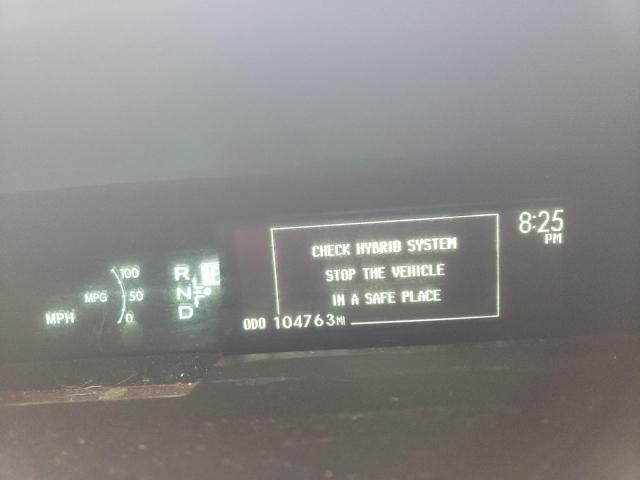 8:25
PM
CHECK HYBRID SYSTEM
STOP THE VEHICLE
IN A SAFE PLACE
ODO 104763 MI
100
MPG 50
0
MPH
R
N
D